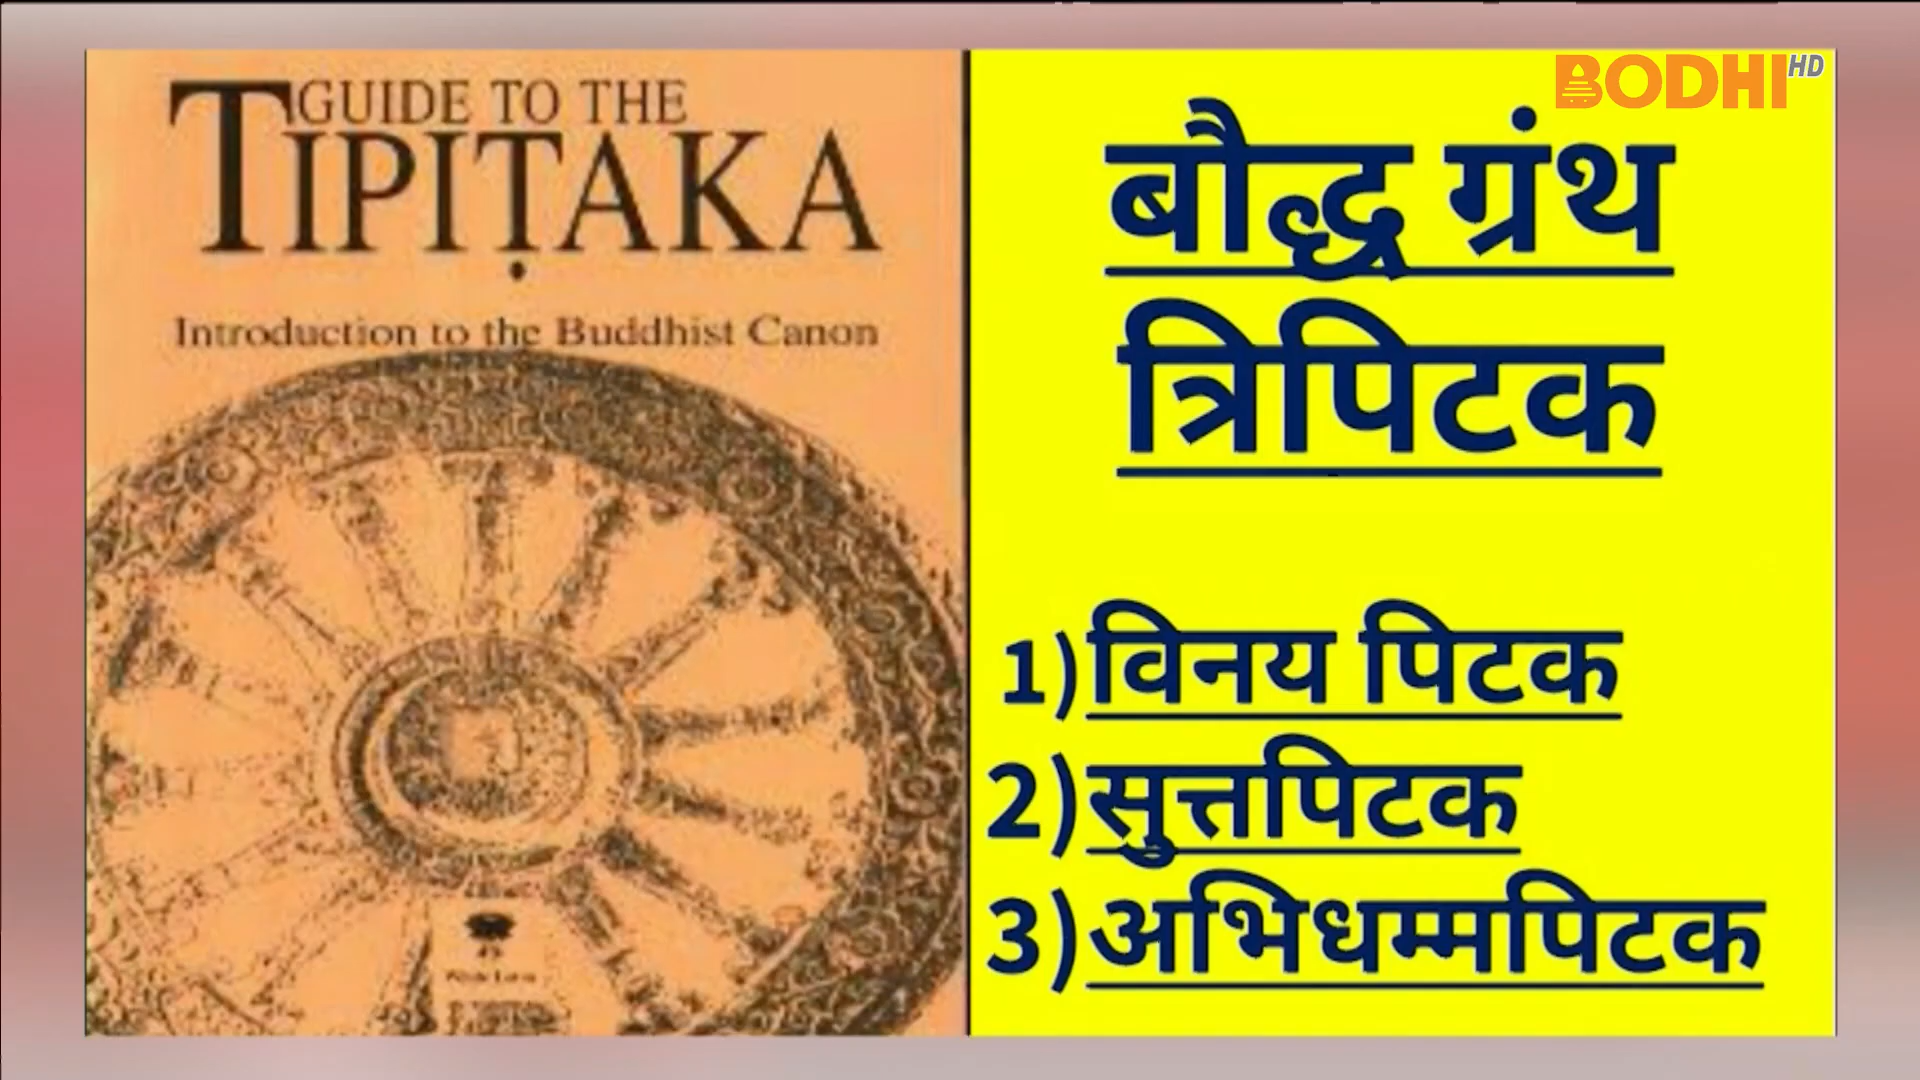 GUIDE TO THE
TIPIṬAKA
Introduction to the Buddhist Canon
BODHI HD
बौद्ध ग्रंथ
त्रिपिटक
1)विनय पिटक
2)सुत्तपिटक
3)अभिधम्मपिटक